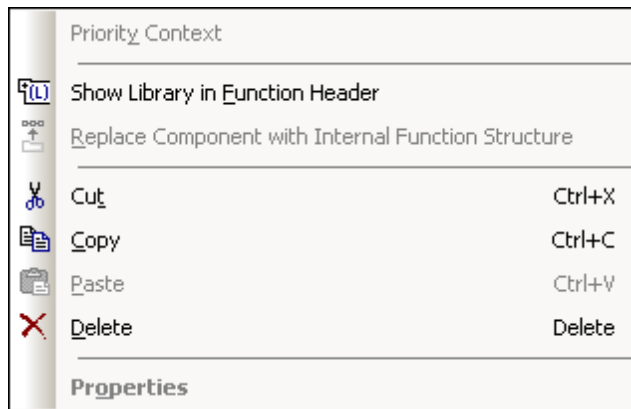 Priority Context
(L) Show Library in Function Header
Replace Component with Internal Function Structure
Cut Ctrl+X
Copy Ctrl+C
Paste Ctrl+V
Delete Delete
Properties